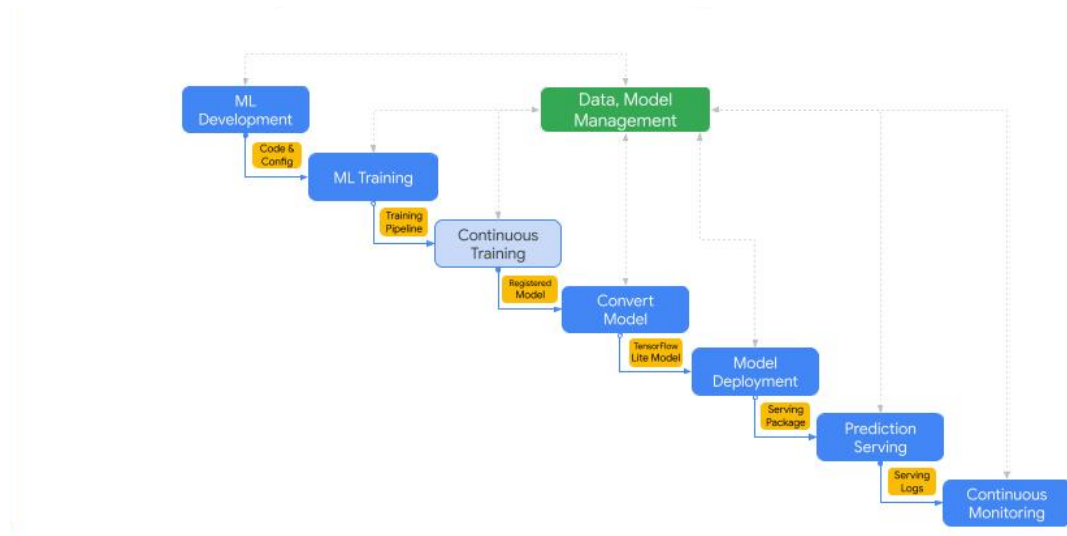 ML
Development
Data, Model
Management
Code &
Config
ML Training
Training
Pipeline
Continuous
Training
Registered
Model
Convert
Model
TensorFlow
Lite Model
Model
Deployment
Serving
Package
Prediction
Serving
Serving
Logs
Continuous
Monitoring